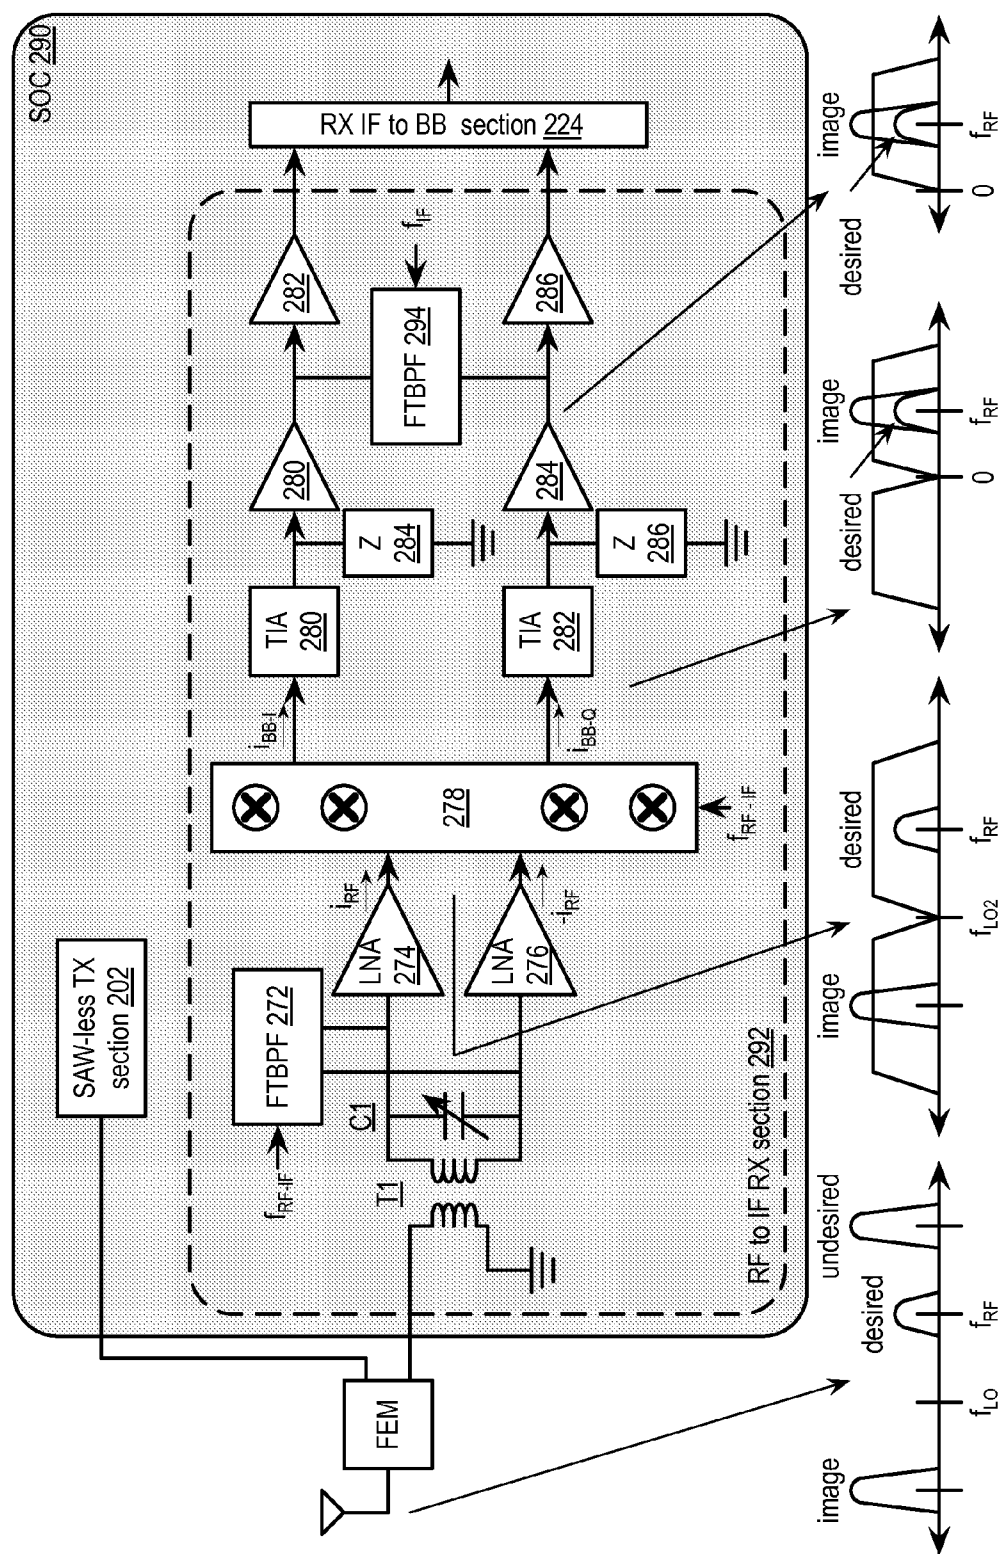 SOC 290
SAW-less TX
section 202
FEM
RF to IF RX section 292
T1
C1
f_RF-IF
FTBPF 272
LNA
274
LNA
276
i_RF
-i_RF
278
f_RF - IF
i_BB-I
i_BB-Q
TIA
280
TIA
282
Z
284
Z
286
280
284
FTBPF 294
f_IF
282
286
RX IF to BB section 224
image
desired
undesired
f_LO
f_RF
image
desired
f_LO2
f_RF
desired
image
0
f_RF
desired
image
0
f_RF